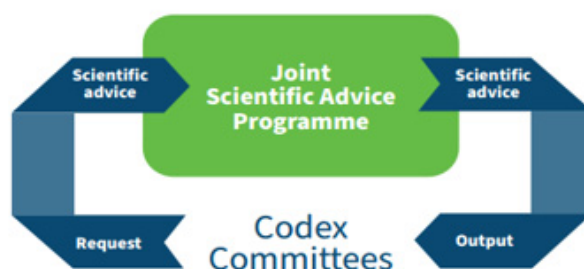 Scientific
advice
Joint
Scientific Advice
Programme
Scientific
advice
Request
Codex
Committees
Output